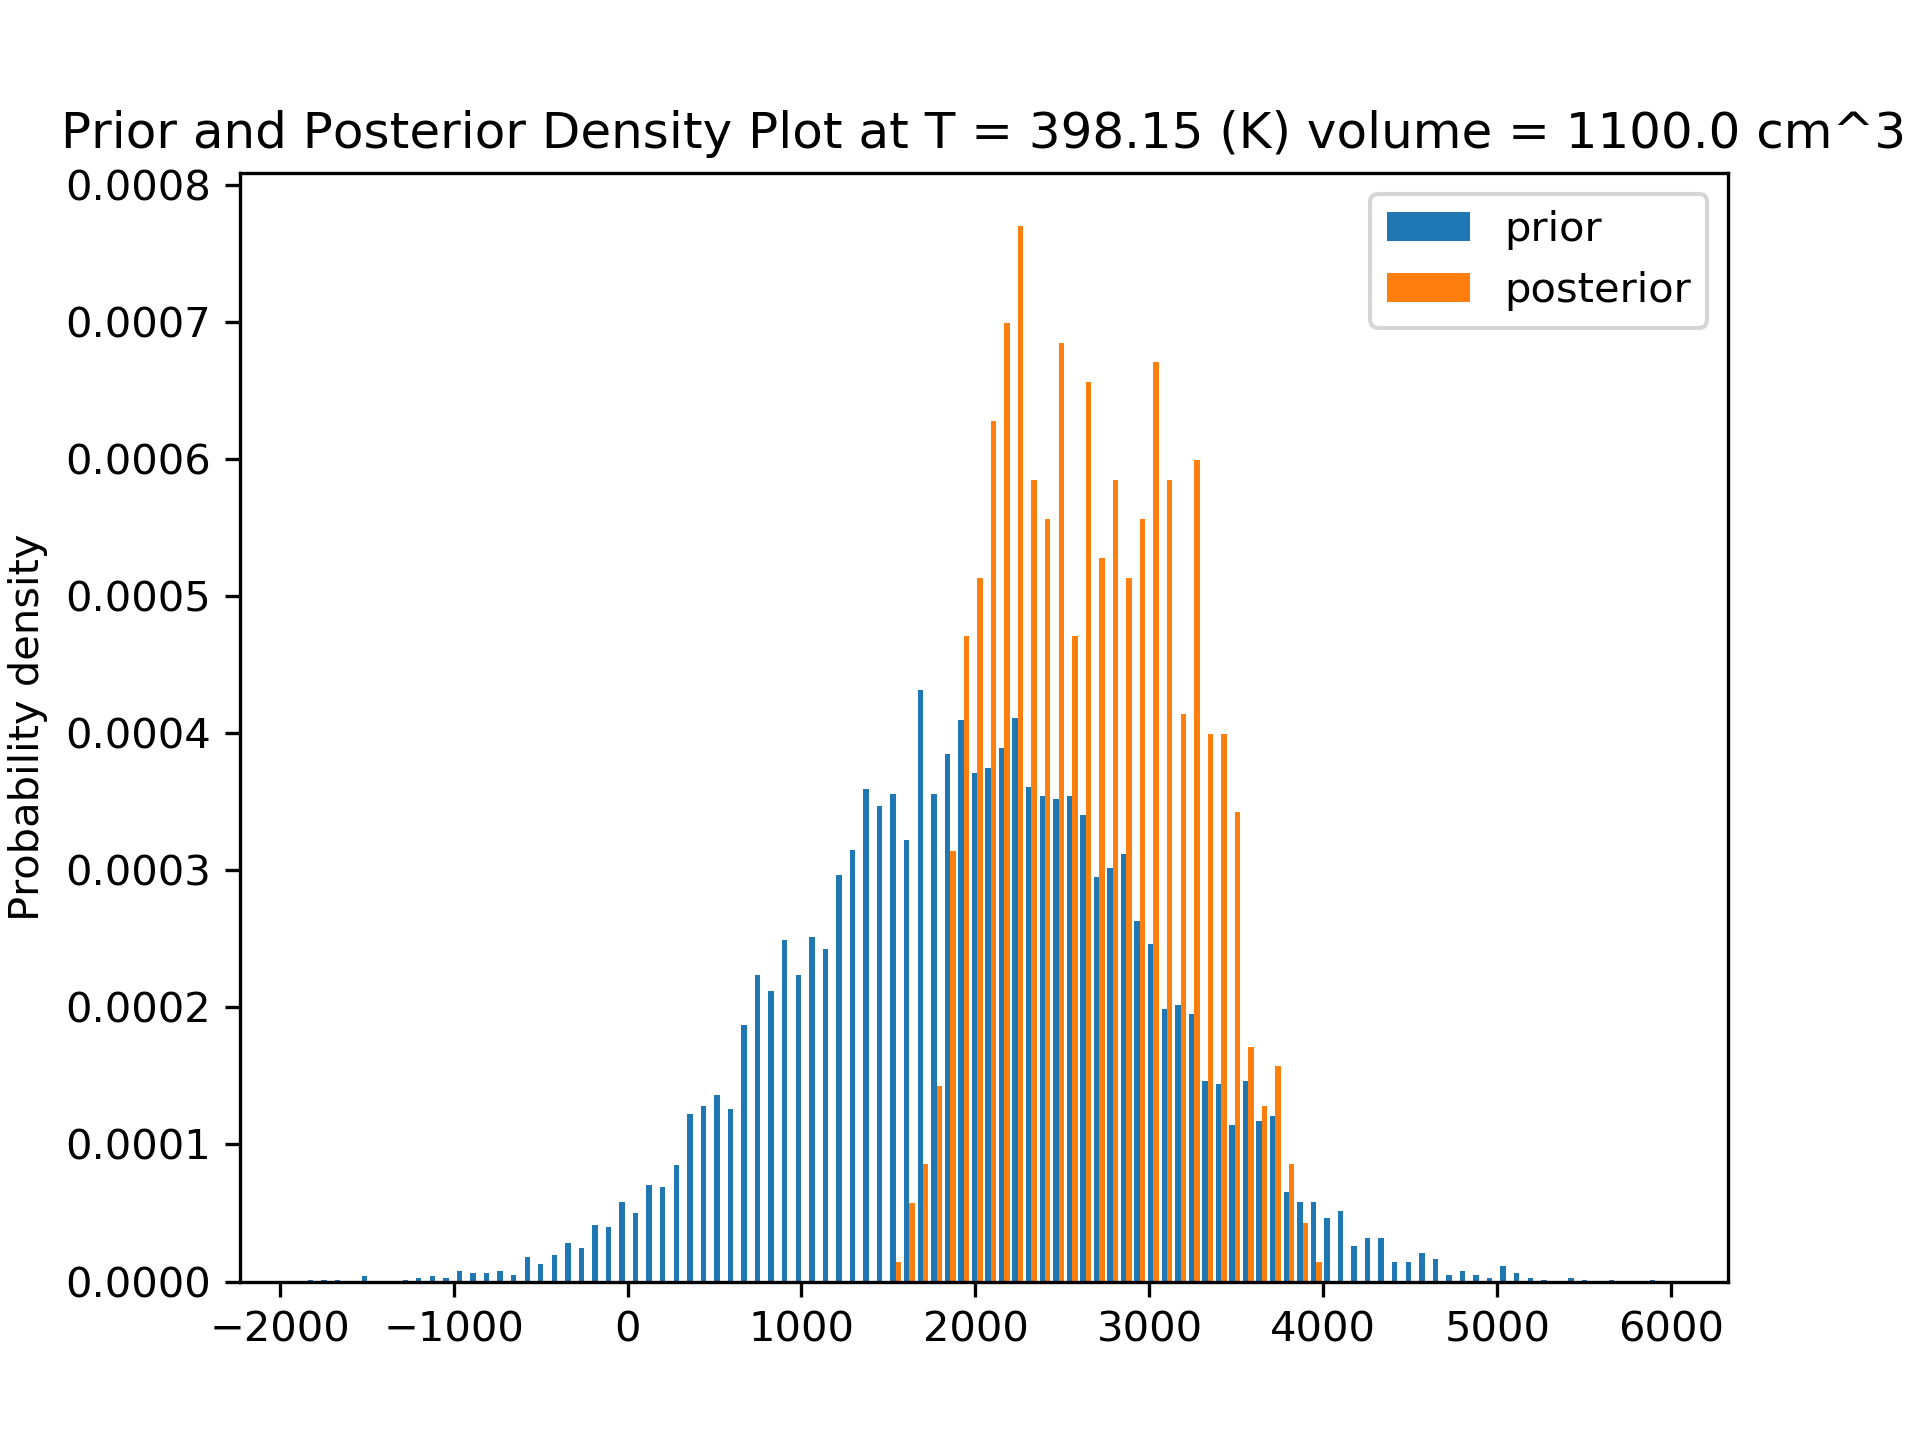 Prior and Posterior Density Plot at T = 398.15 (K) volume = 1100.0 cm^3
prior
posterior
Probability density
0.0008
0.0007
0.0006
0.0005
0.0004
0.0003
0.0002
0.0001
0.0000
−2000 −1000 0 1000 2000 3000 4000 5000 6000